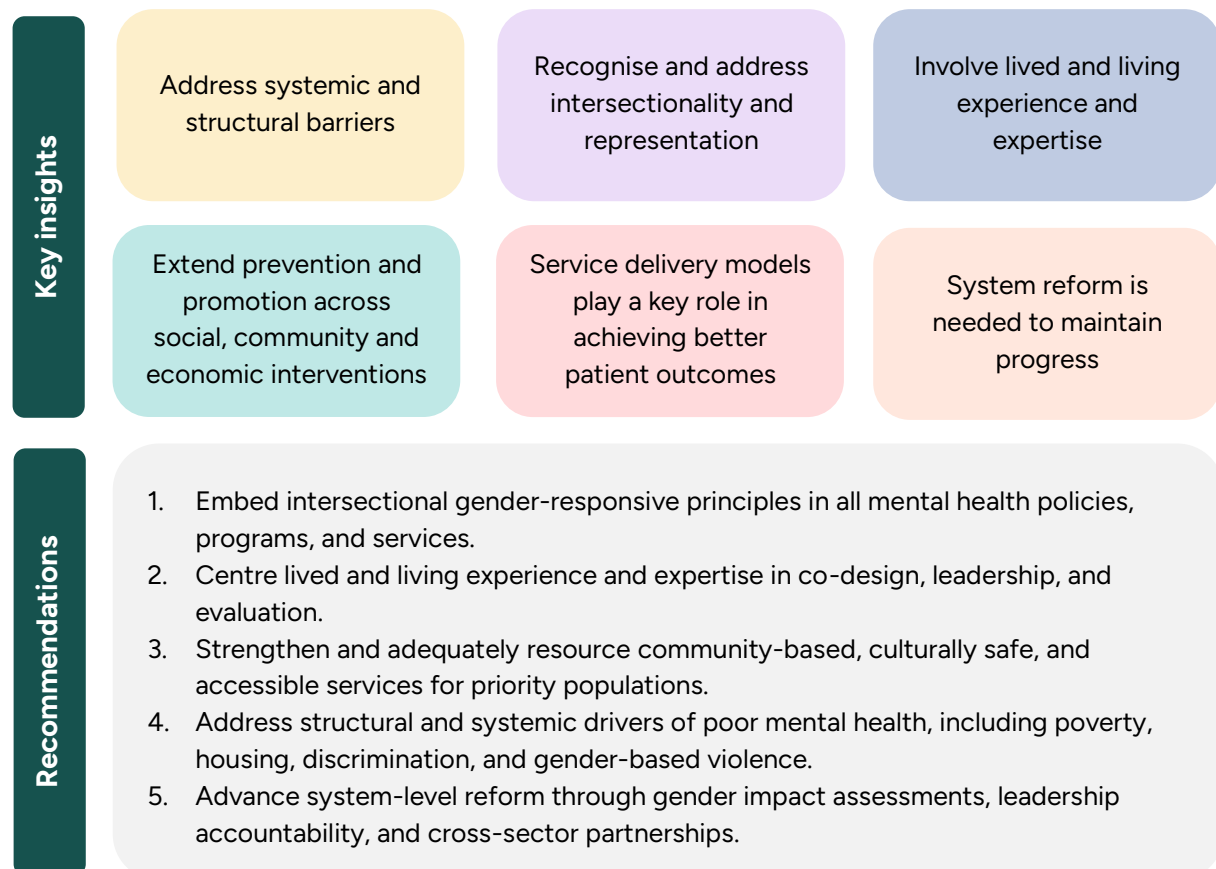 Key insights
Address systemic and
structural barriers
Recognise and address
intersectionality and
representation
Involve lived and living
experience and
expertise
Extend prevention and
promotion across
social, community and
economic interventions
Service delivery models
play a key role in
achieving better
patient outcomes
System reform is
needed to maintain
progress
Recommendations
1. Embed intersectional gender-responsive principles in all mental health policies,
programs, and services.
2. Centre lived and living experience and expertise in co-design, leadership, and
evaluation.
3. Strengthen and adequately resource community-based, culturally safe, and
accessible services for priority populations.
4. Address structural and systemic drivers of poor mental health, including poverty,
housing, discrimination, and gender-based violence.
5. Advance system-level reform through gender impact assessments, leadership
accountability, and cross-sector partnerships.